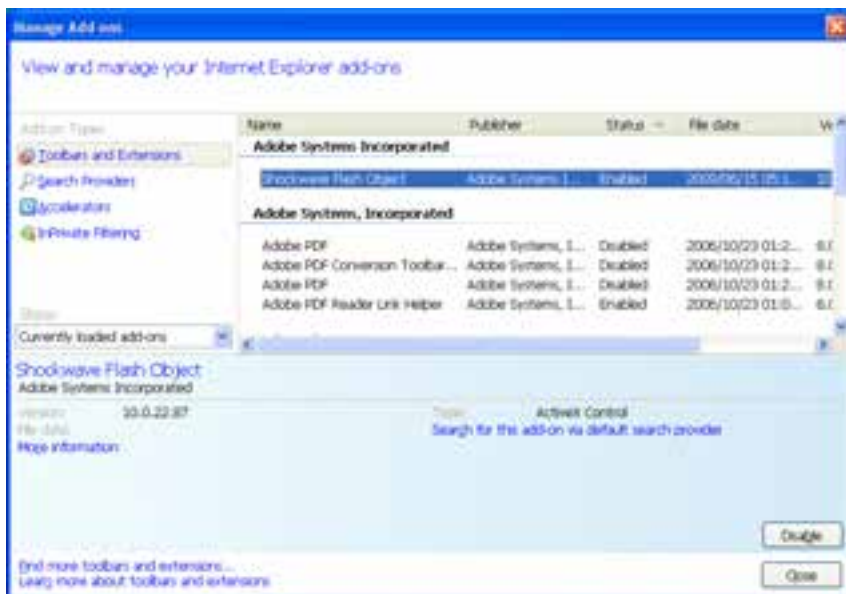 Manage Add-ons
View and manage your Internet Explorer add-ons
Add-on Types
Toolbars and Extensions
Search Providers
Accelerators
InPrivate Filtering
Show:
Currently loaded add-ons
Name Publisher Status File date
Adobe Systems Incorporated
Shockwave Flash Object Adobe Systems I... Enabled
Adobe Systems, Incorporated
Adobe PDF Adobe Systems, I... Disabled 2006/10/23 01:2...
Adobe PDF Conversion Toolbar... Adobe Systems, I... Disabled 2006/10/23 01:2...
Adobe PDF Adobe Systems, I... Disabled 2006/10/23 01:2...
Adobe PDF Reader Link Helper Adobe Systems, I... Enabled 2006/10/23 01:0...
Shockwave Flash Object
Adobe Systems Incorporated
Version: 10.0.22.87 Type: ActiveX Control
File date: Search for this add-on via default search provider
More information
Disable
Find more toolbars and extensions...
Learn more about toolbars and extensions
Close